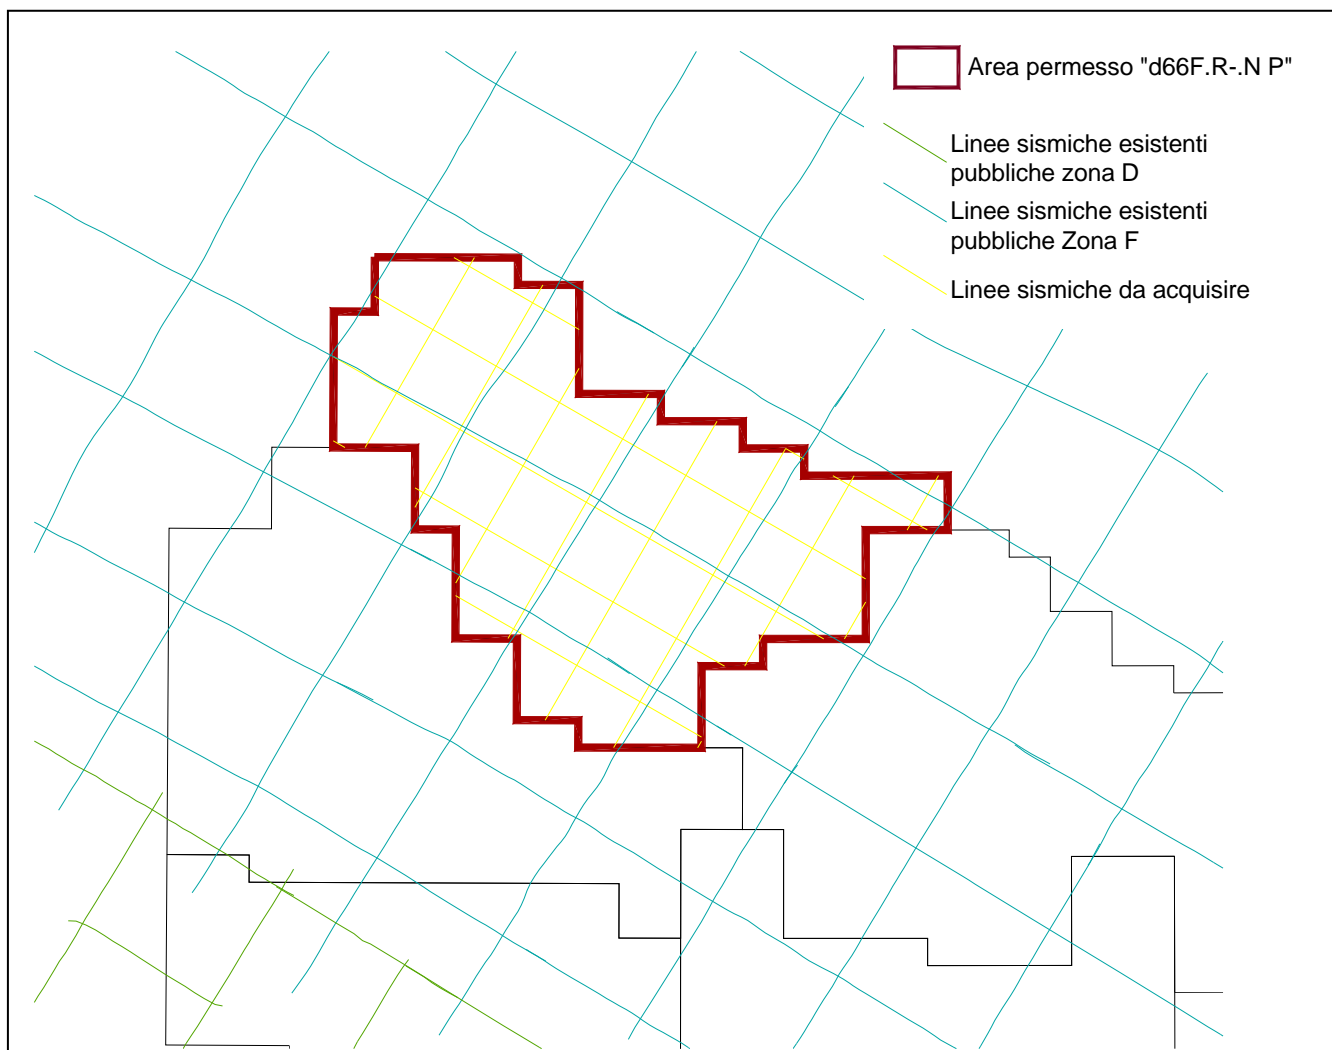 Area permesso "d66F.R-.N P"
Linee sismiche esistenti
pubbliche zona D
Linee sismiche esistenti
pubbliche Zona F
Linee sismiche da acquisire